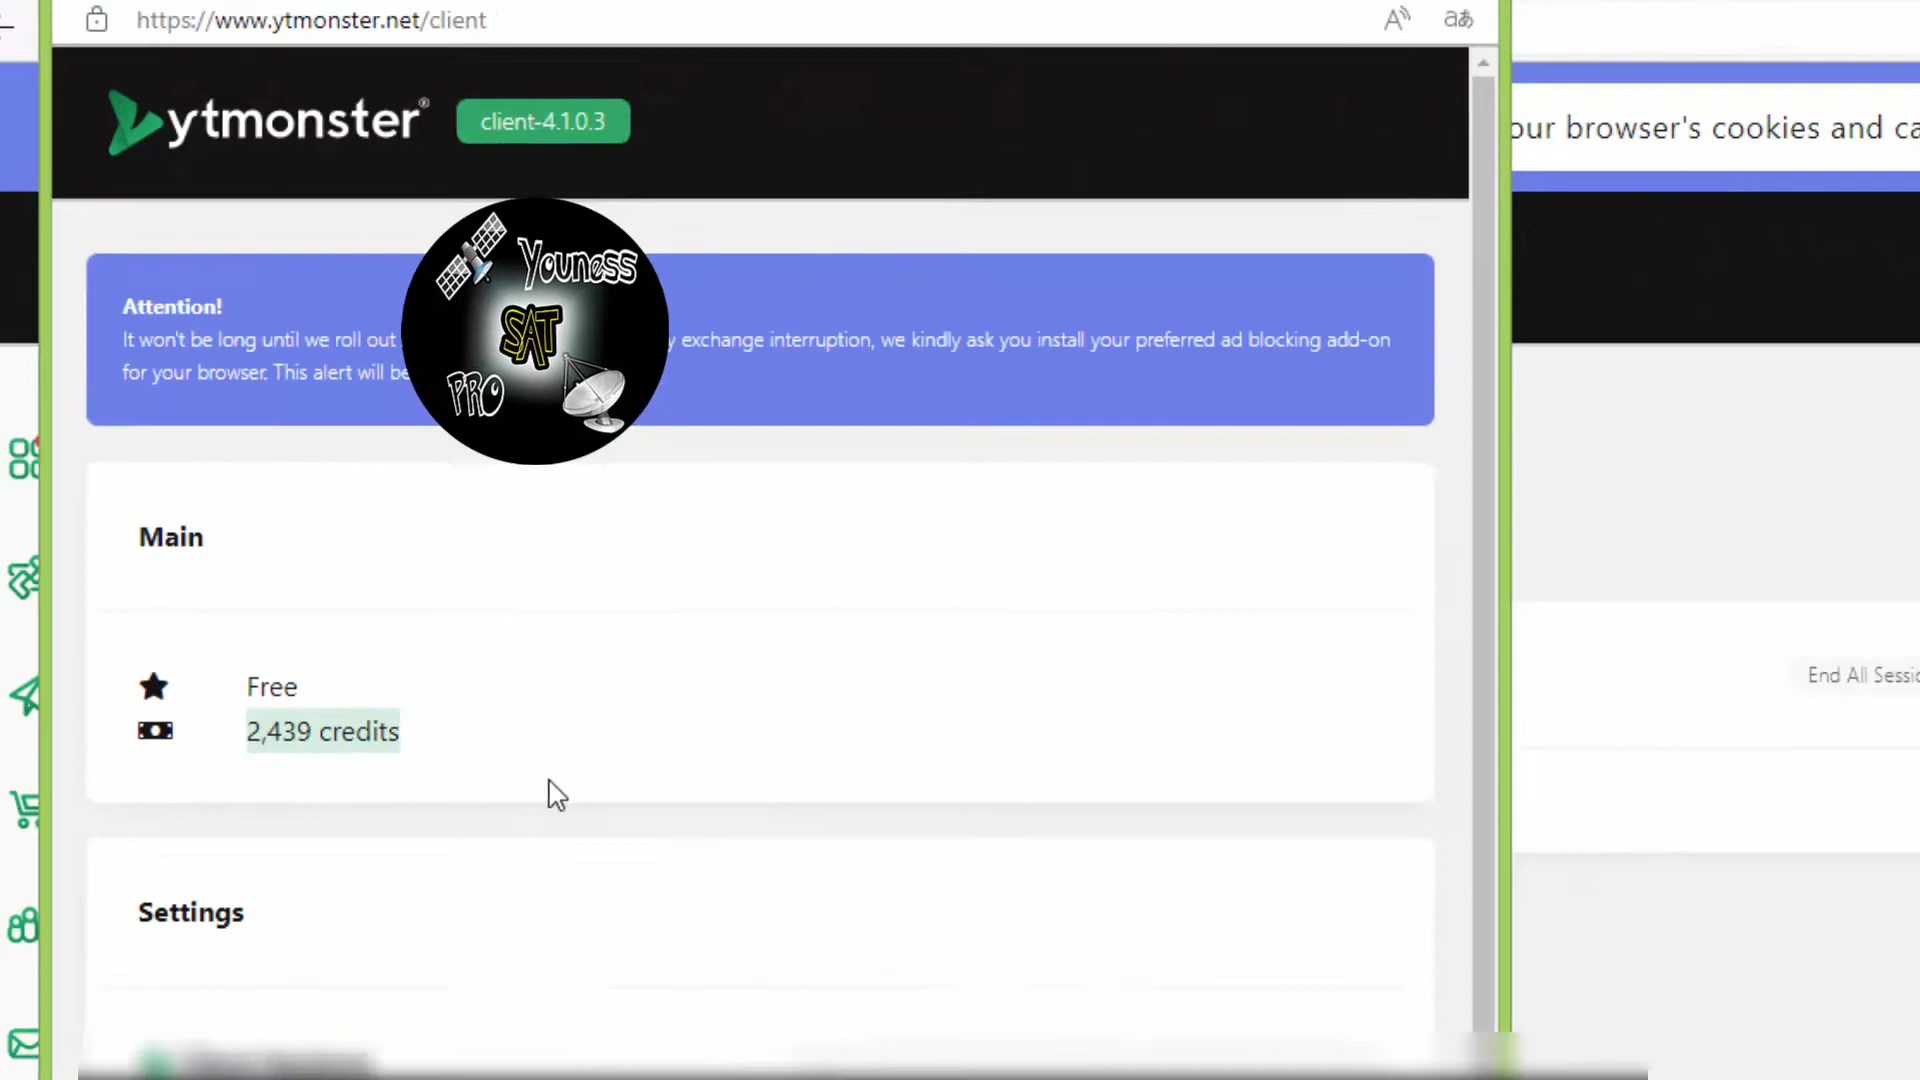 https://www.ytmonster.net/client
ytmonster®
client-4.1.0.3
our browser's cookies and ca
Youness
SAT
PRO
Attention!
It won't be long until we roll out
y exchange interruption, we kindly ask you install your preferred ad blocking add-on
for your browser. This alert will be
Main
Free
2,439 credits
End All Sessio
Settings